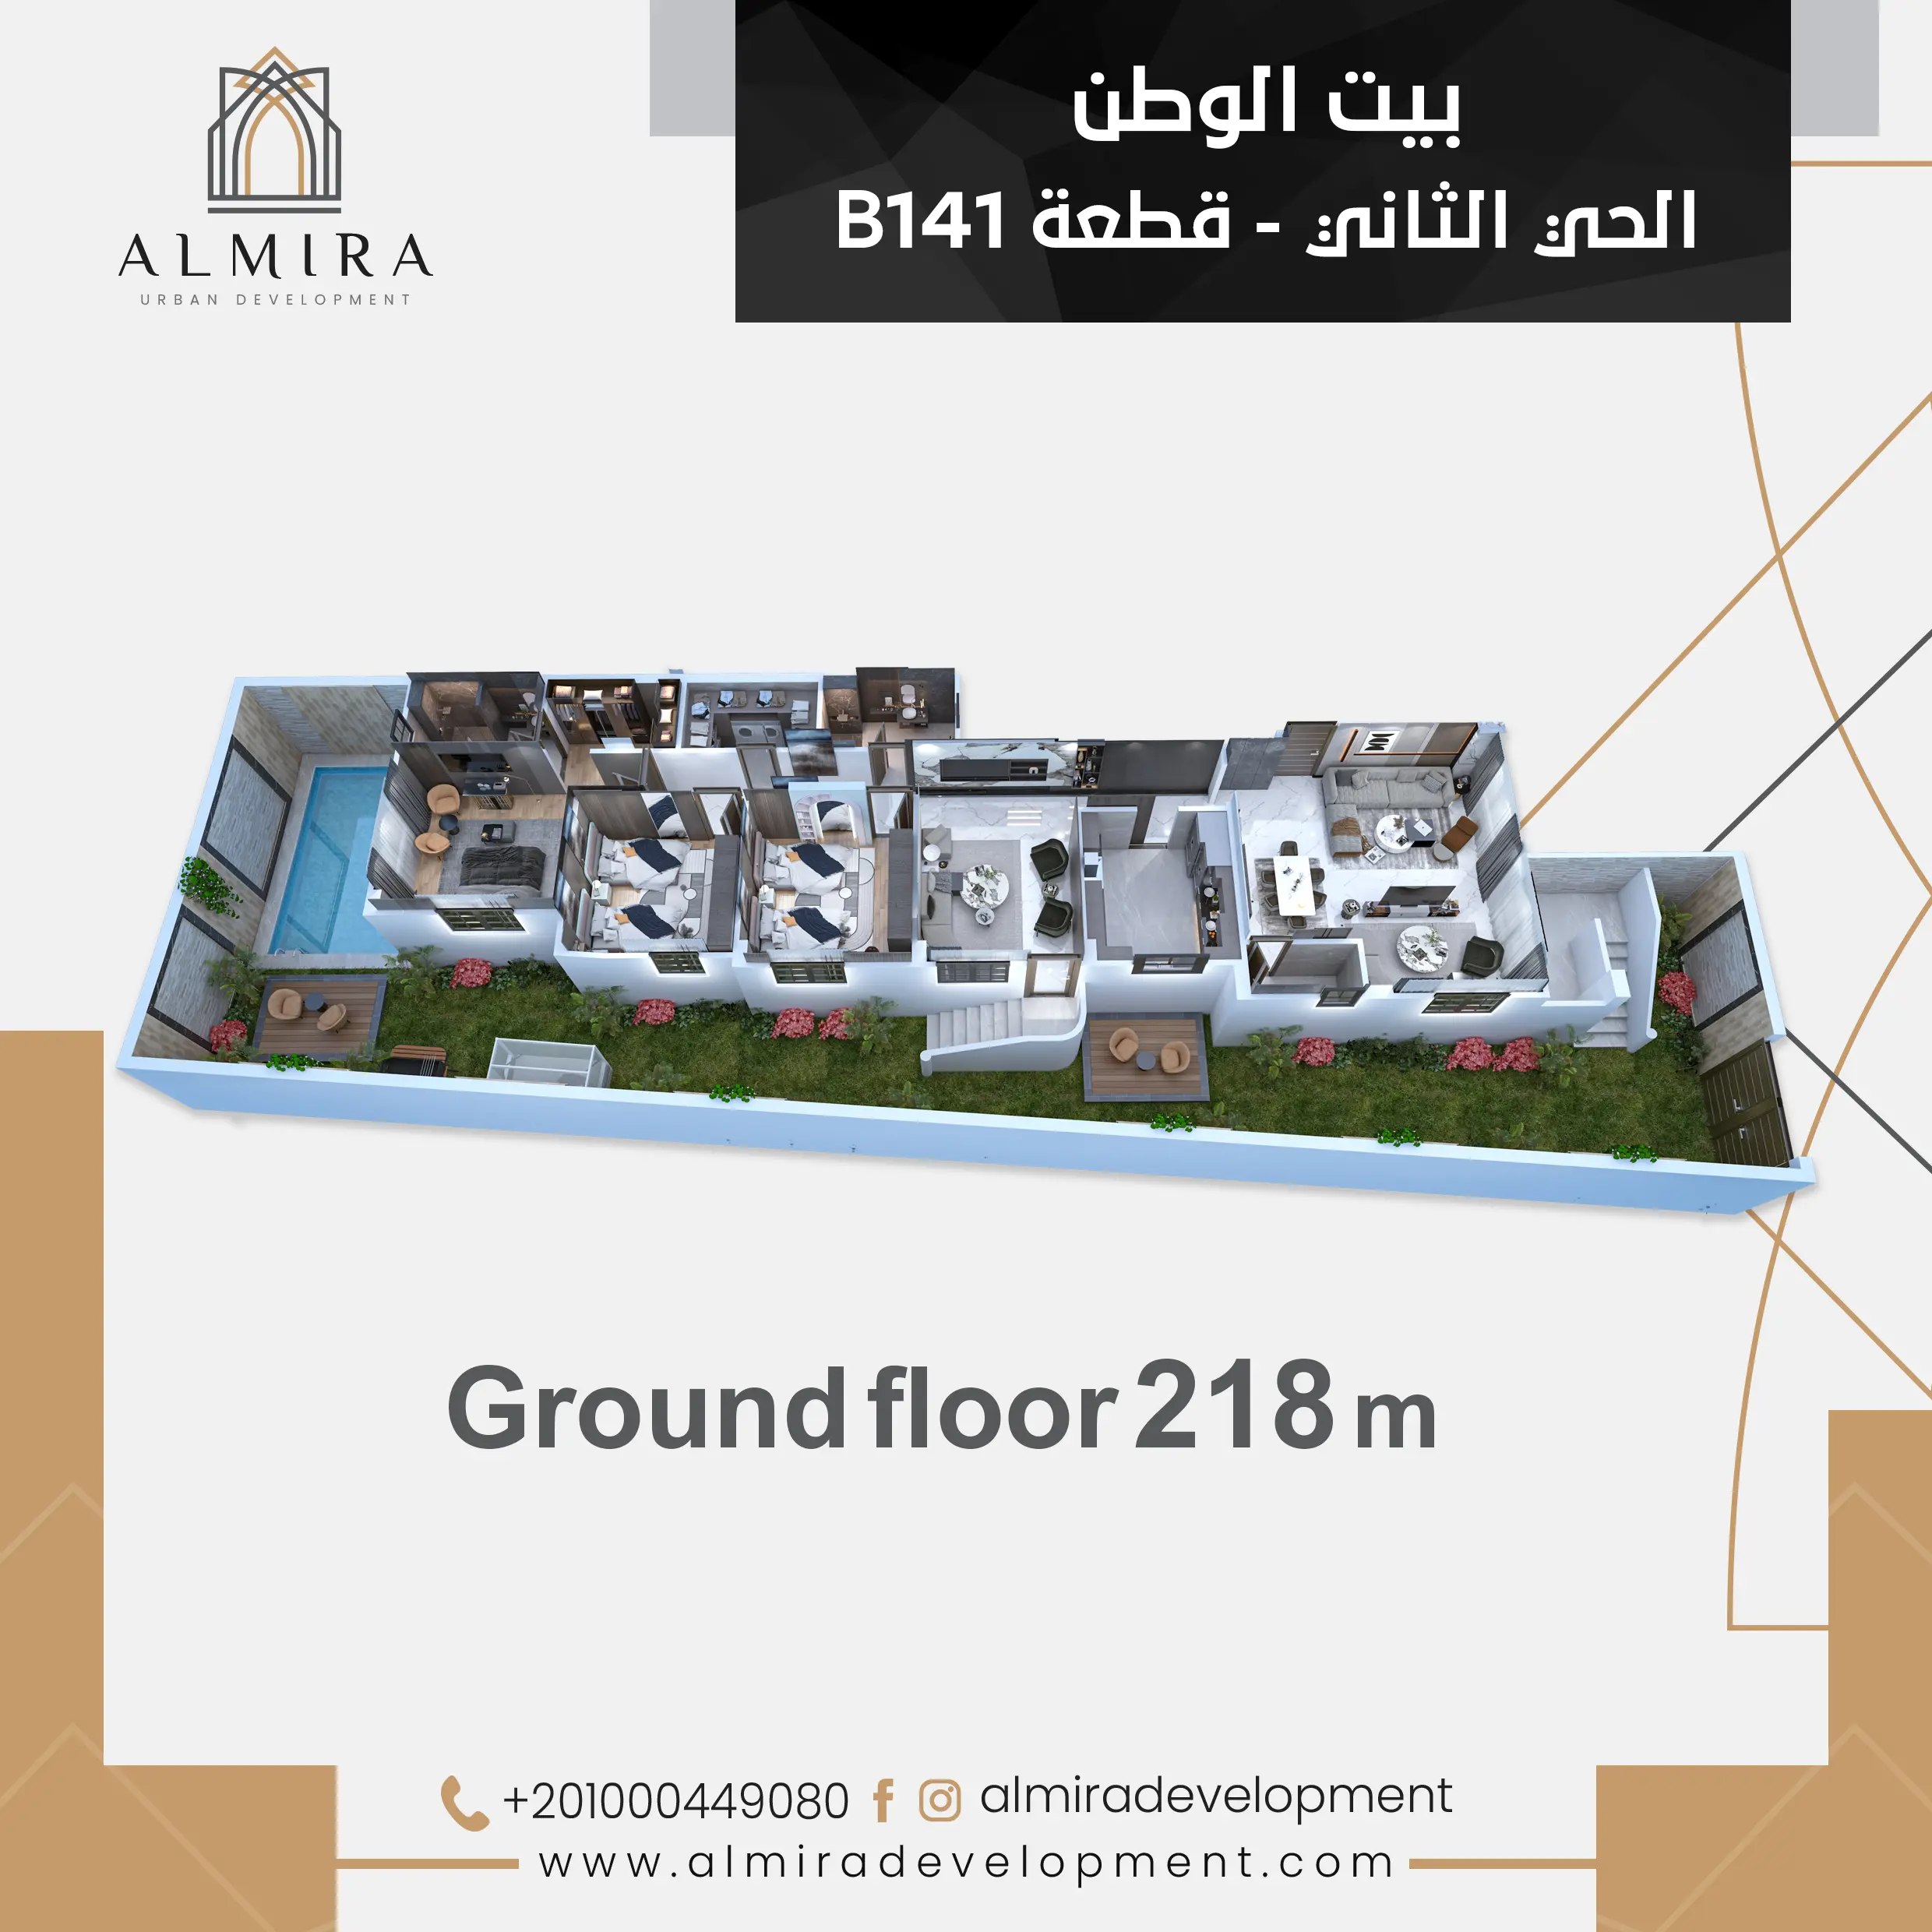 ALMIRA
URBAN DEVELOPMENT
بيت الوطن
الحي الثاني - قطعة B141
Ground floor 218 m
+201000449080 almiradevelopment
www.almiradevelopment.com